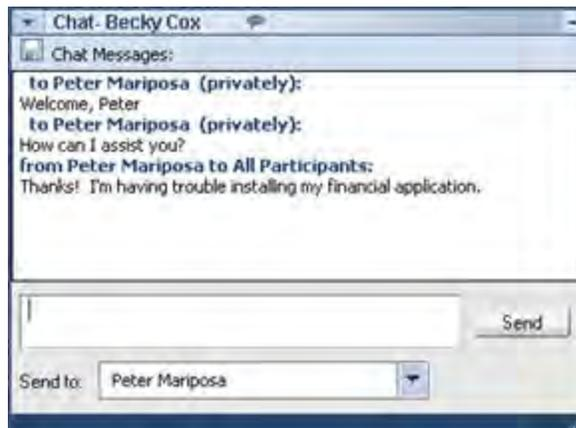 Chat- Becky Cox
Chat Messages:
to Peter Mariposa (privately):
Welcome, Peter
to Peter Mariposa (privately):
How can I assist you?
from Peter Mariposa to All Participants:
Thanks! I'm having trouble installing my financial application.
Send
Send to: Peter Mariposa